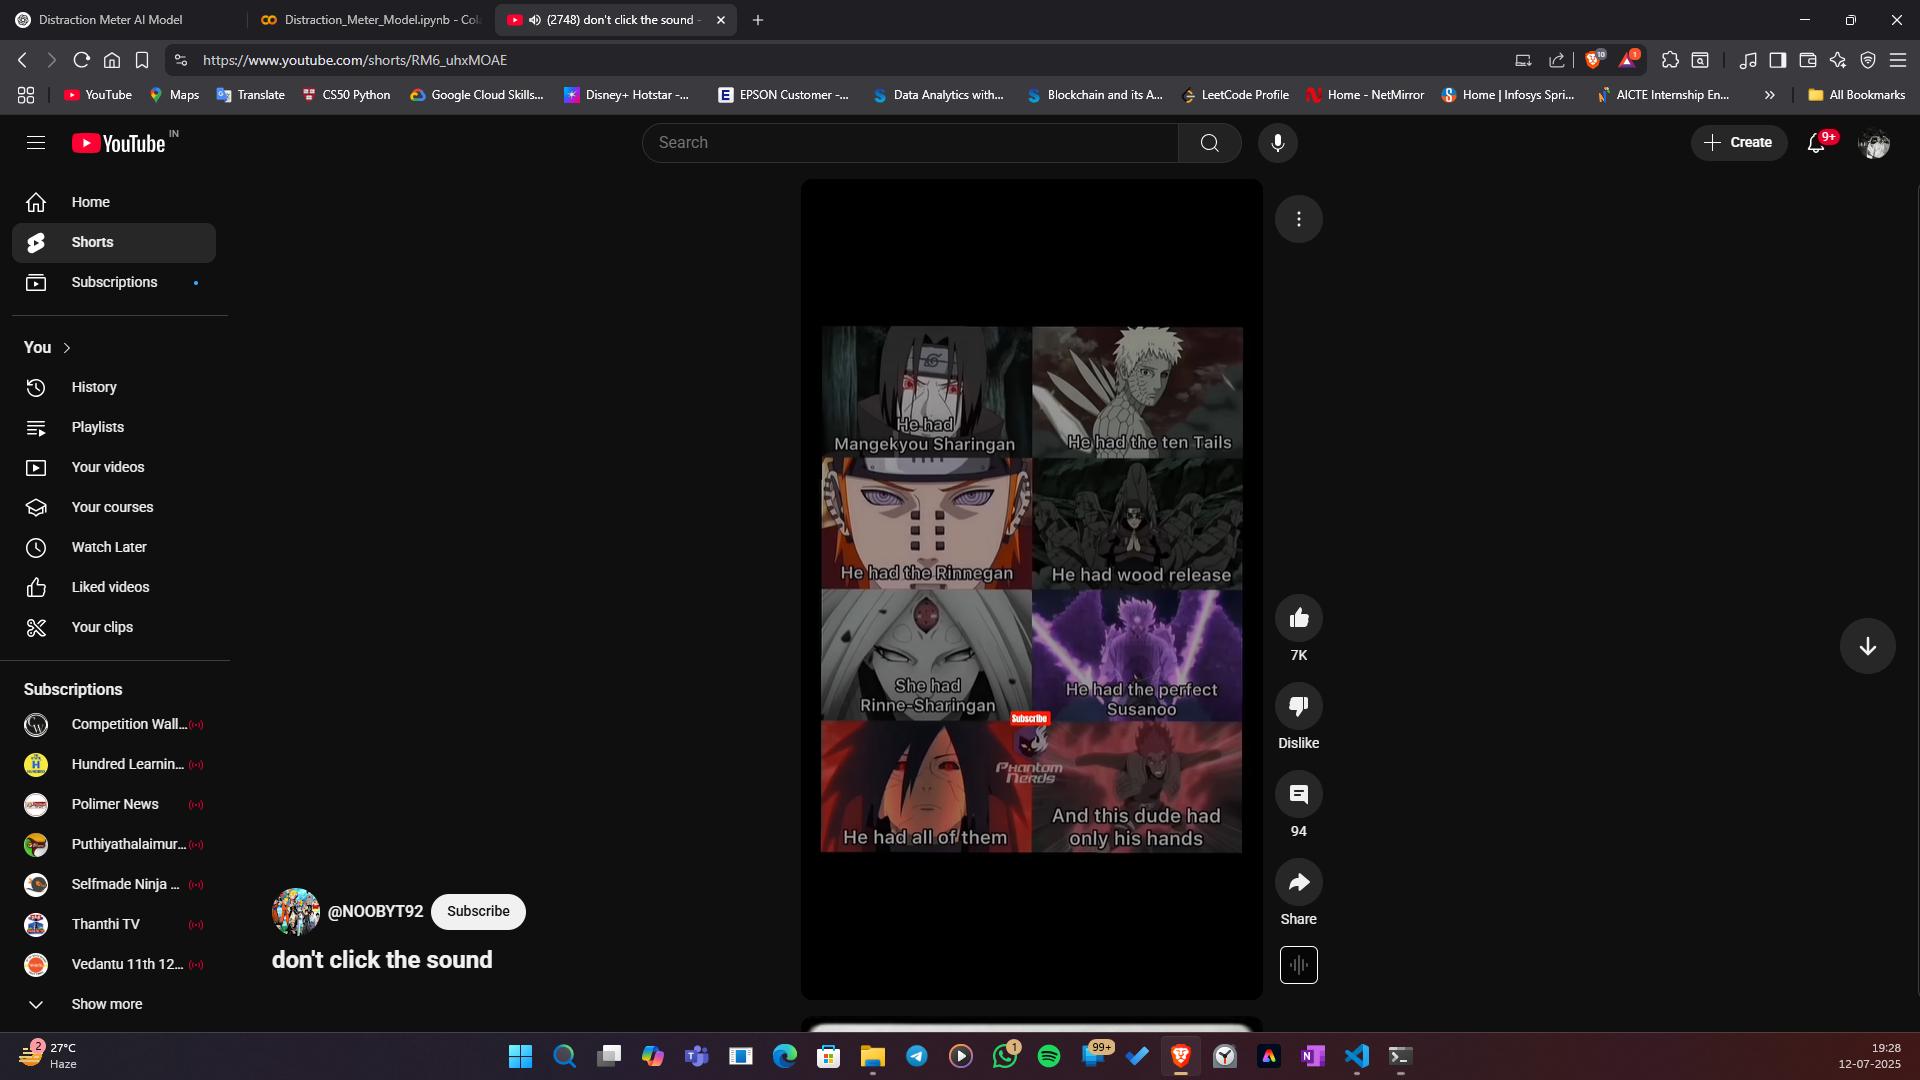 Distraction Meter AI Model
Distraction_Meter_Model.ipynb - Col
(2748) don't click the sound -
https://www.youtube.com/shorts/RM6_uhxMOAE
10
1
YouTube
Maps
Translate
CS50 Python
Google Cloud Skills...
Disney+ Hotstar -...
EPSON Customer -...
Data Analytics with...
Blockchain and its A...
LeetCode Profile
Home - NetMirror
Home | Infosys Spri...
AICTE Internship En...
All Bookmarks
YouTube IN
Search
Create
9+
Home
Shorts
Subscriptions
You
History
Playlists
Your videos
Your courses
Watch Later
Liked videos
Your clips
Subscriptions
Competition Wall...
Hundred Learnin...
Polimer News
Puthiyathalaimur...
Selfmade Ninja ...
Thanthi TV
Vedantu 11th 12...
Show more
He had
Mangekyou Sharingan
He had the ten Tails
He had the Rinnegan
He had wood release
She had
Rinne-Sharingan
He had the perfect
Susanoo
Subscribe
Phantom
Nerds
He had all of them
And this dude had
only his hands
7K
Dislike
94
Share
@NOOBYT92
Subscribe
don't click the sound
2
27°C
Haze
1
99+
19:28
12-07-2025